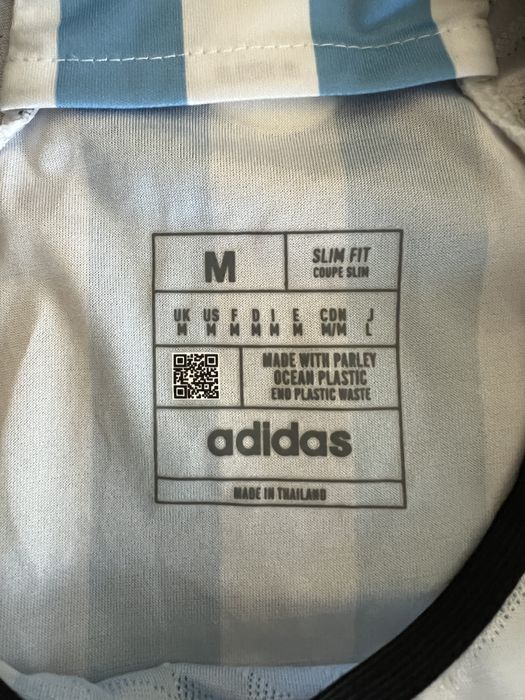 M
SLIM FIT
COUPE SLIM
UK US F D I E CDN J
M M M M M M M/M L
MADE WITH PARLEY
OCEAN PLASTIC
END PLASTIC WASTE
adidas
MADE IN THAILAND